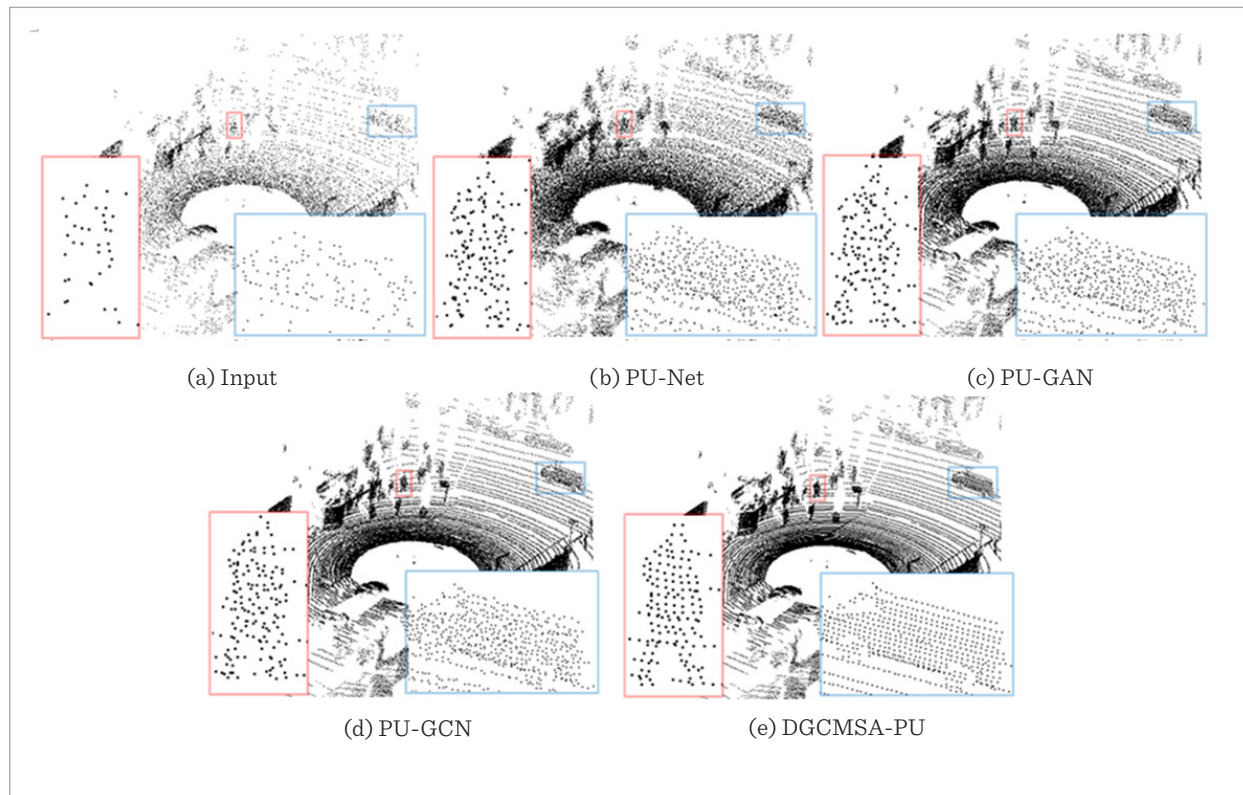 (a) Input
(b) PU-Net
(c) PU-GAN
(d) PU-GCN
(e) DGCMSA-PU